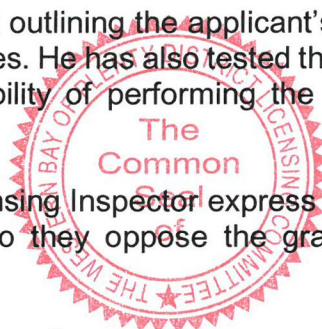 outlining the applicant's
es. He has also tested th
bility of performing the
nsing Inspector express
o they oppose the gra
THE WESTERN BAY OF PLENTY DISTRICT LICENSING COMMITTEE
The
Common
Seal
of